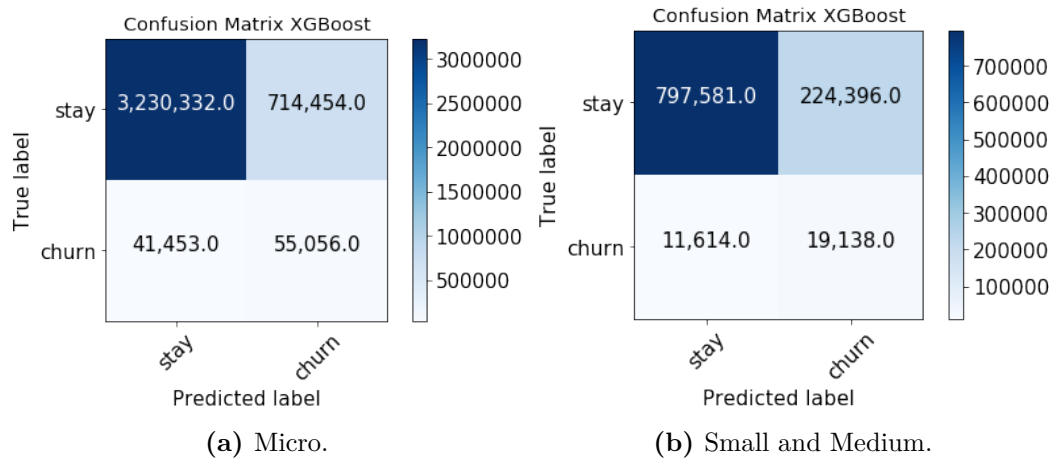 Confusion Matrix XGBoost
3,230,332.0 714,454.0
41,453.0 55,056.0
stay
churn
True label
stay churn
Predicted label
3000000
2500000
2000000
1500000
1000000
500000
(a) Micro.
Confusion Matrix XGBoost
797,581.0 224,396.0
11,614.0 19,138.0
stay
churn
True label
stay churn
Predicted label
700000
600000
500000
400000
300000
200000
100000
(b) Small and Medium.